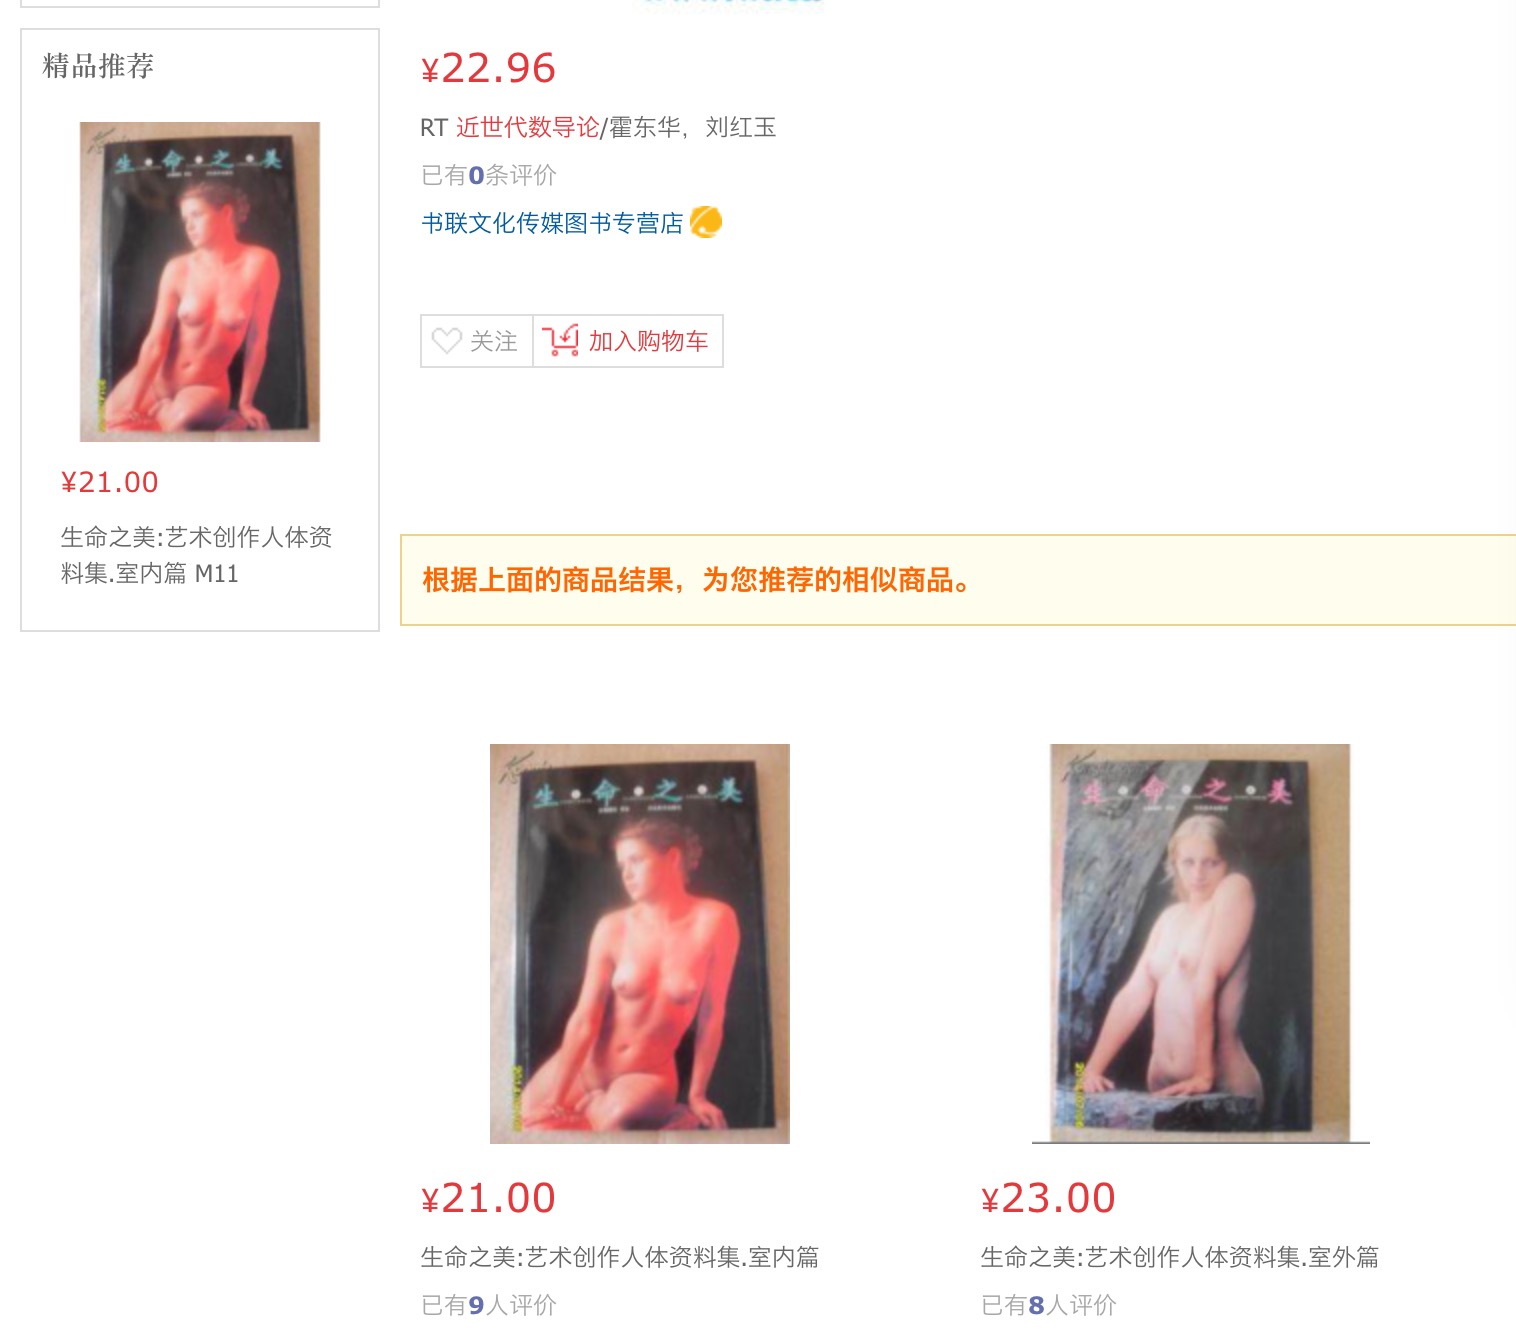 精品推荐
生命之美
¥21.00
生命之美:艺术创作人体资
料集.室内篇 M11
¥22.96
RT 近世代数导论/霍东华，刘红玉
已有0条评价
书联文化传媒图书专营店
关注
加入购物车
根据上面的商品结果，为您推荐的相似商品。
生命之美
¥21.00
生命之美:艺术创作人体资料集.室内篇
已有9人评价
生命之美
¥23.00
生命之美:艺术创作人体资料集.室外篇
已有8人评价